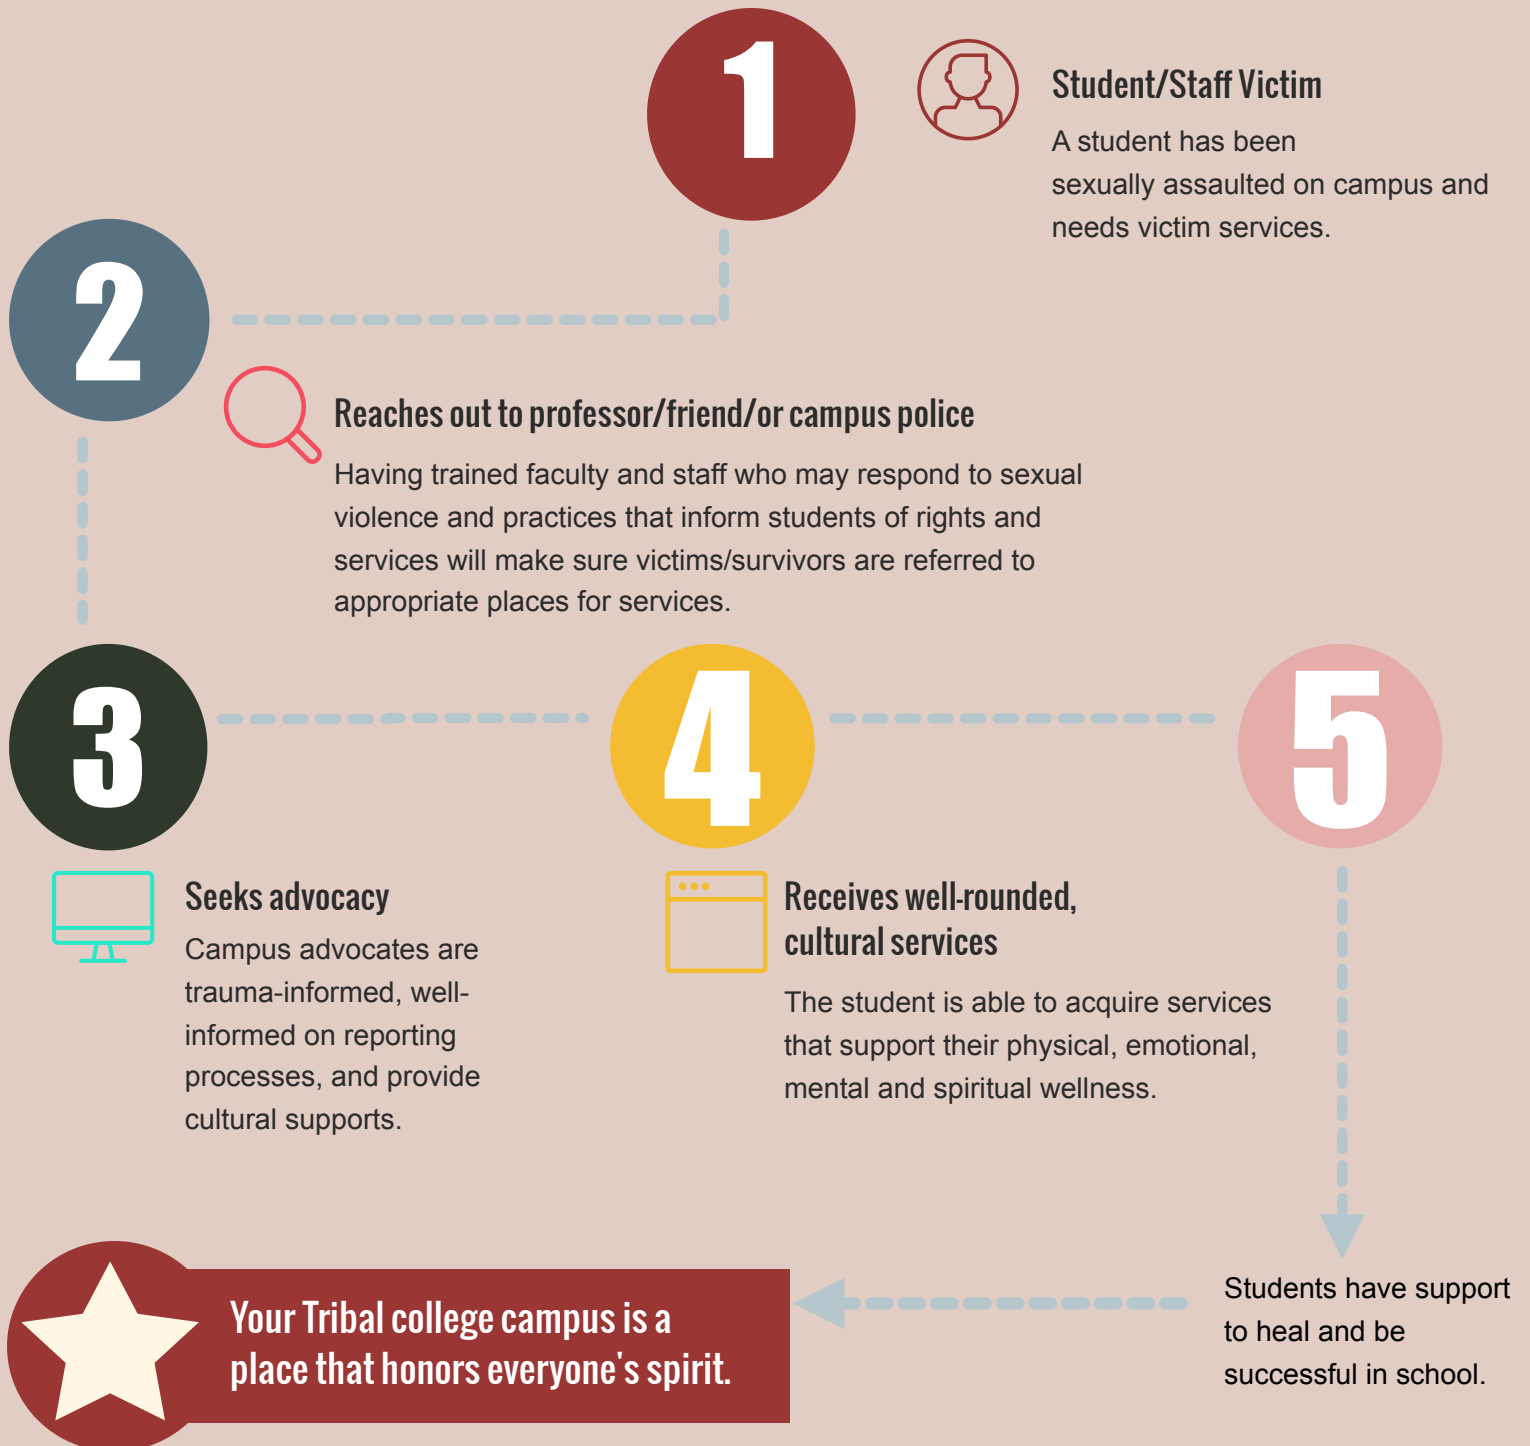 1
Student/Staff Victim
A student has been
sexually assaulted on campus and
needs victim services.
2
Reaches out to professor/friend/or campus police
Having trained faculty and staff who may respond to sexual
violence and practices that inform students of rights and
services will make sure victims/survivors are referred to
appropriate places for services.
3
Seeks advocacy
Campus advocates are
trauma-informed, well-
informed on reporting
processes, and provide
cultural supports.
4
Receives well-rounded,
cultural services
The student is able to acquire services
that support their physical, emotional,
mental and spiritual wellness.
5
Students have support
to heal and be
successful in school.
Your Tribal college campus is a
place that honors everyone's spirit.